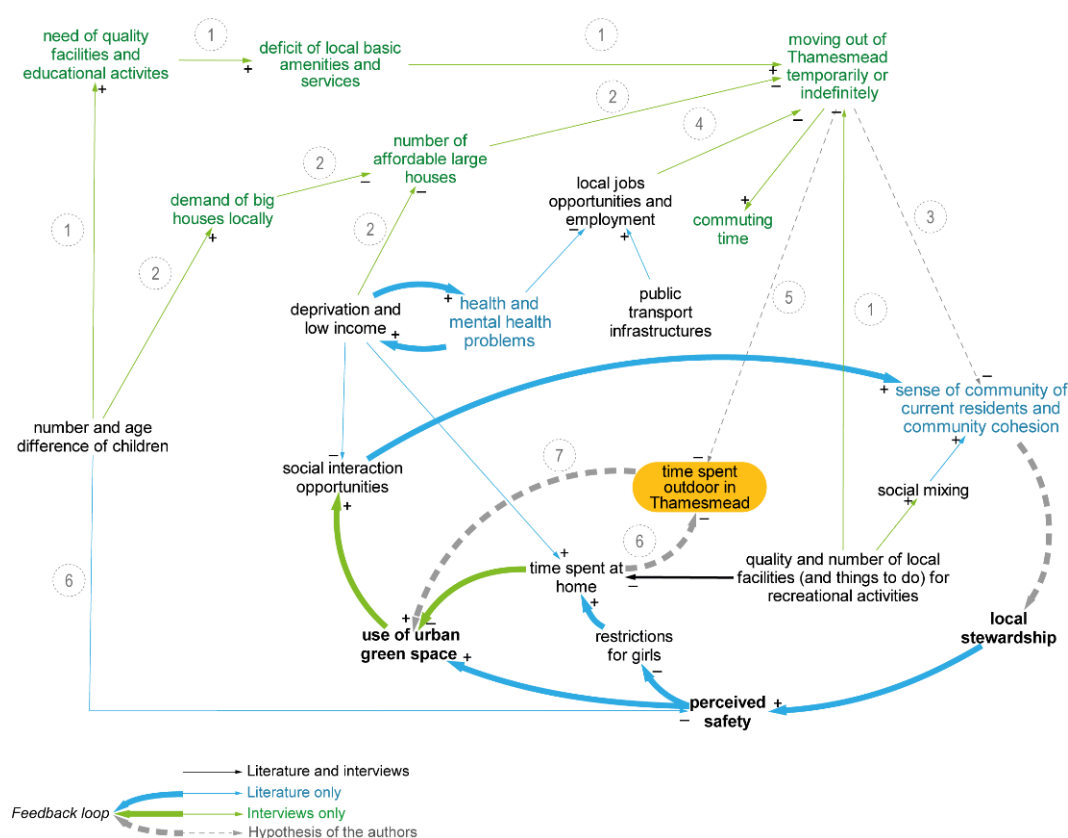 need of quality
facilities and
educational activites
1
deficit of local basic
amenities and
services
+
1
moving out of
Thamesmead
temporarily or
indefinitely
+
–
–
–
+
2
number of
affordable large
houses
–
–
2
4
demand of big
houses locally
+
2
2
1
local jobs
opportunities and
employment
–
+
+
commuting
time
3
5
1
deprivation and
low income
+
+
health and
mental health
problems
public
transport
infrastructures
–
+
sense of community of
current residents and
community cohesion
+
number and age
difference of children
–
social interaction
opportunities
+
7
–
time spent
outdoor in
Thamesmead
–
social mixing
+
6
6
+
time spent at
home
–
+
quality and number of local
facilities (and things to do) for
recreational activities
+
–
use of urban
green space
+
restrictions
for girls
–
local
stewardship
perceived
safety
+
–
Literature and interviews
Literature only
Feedback loop
Interviews only
Hypothesis of the authors